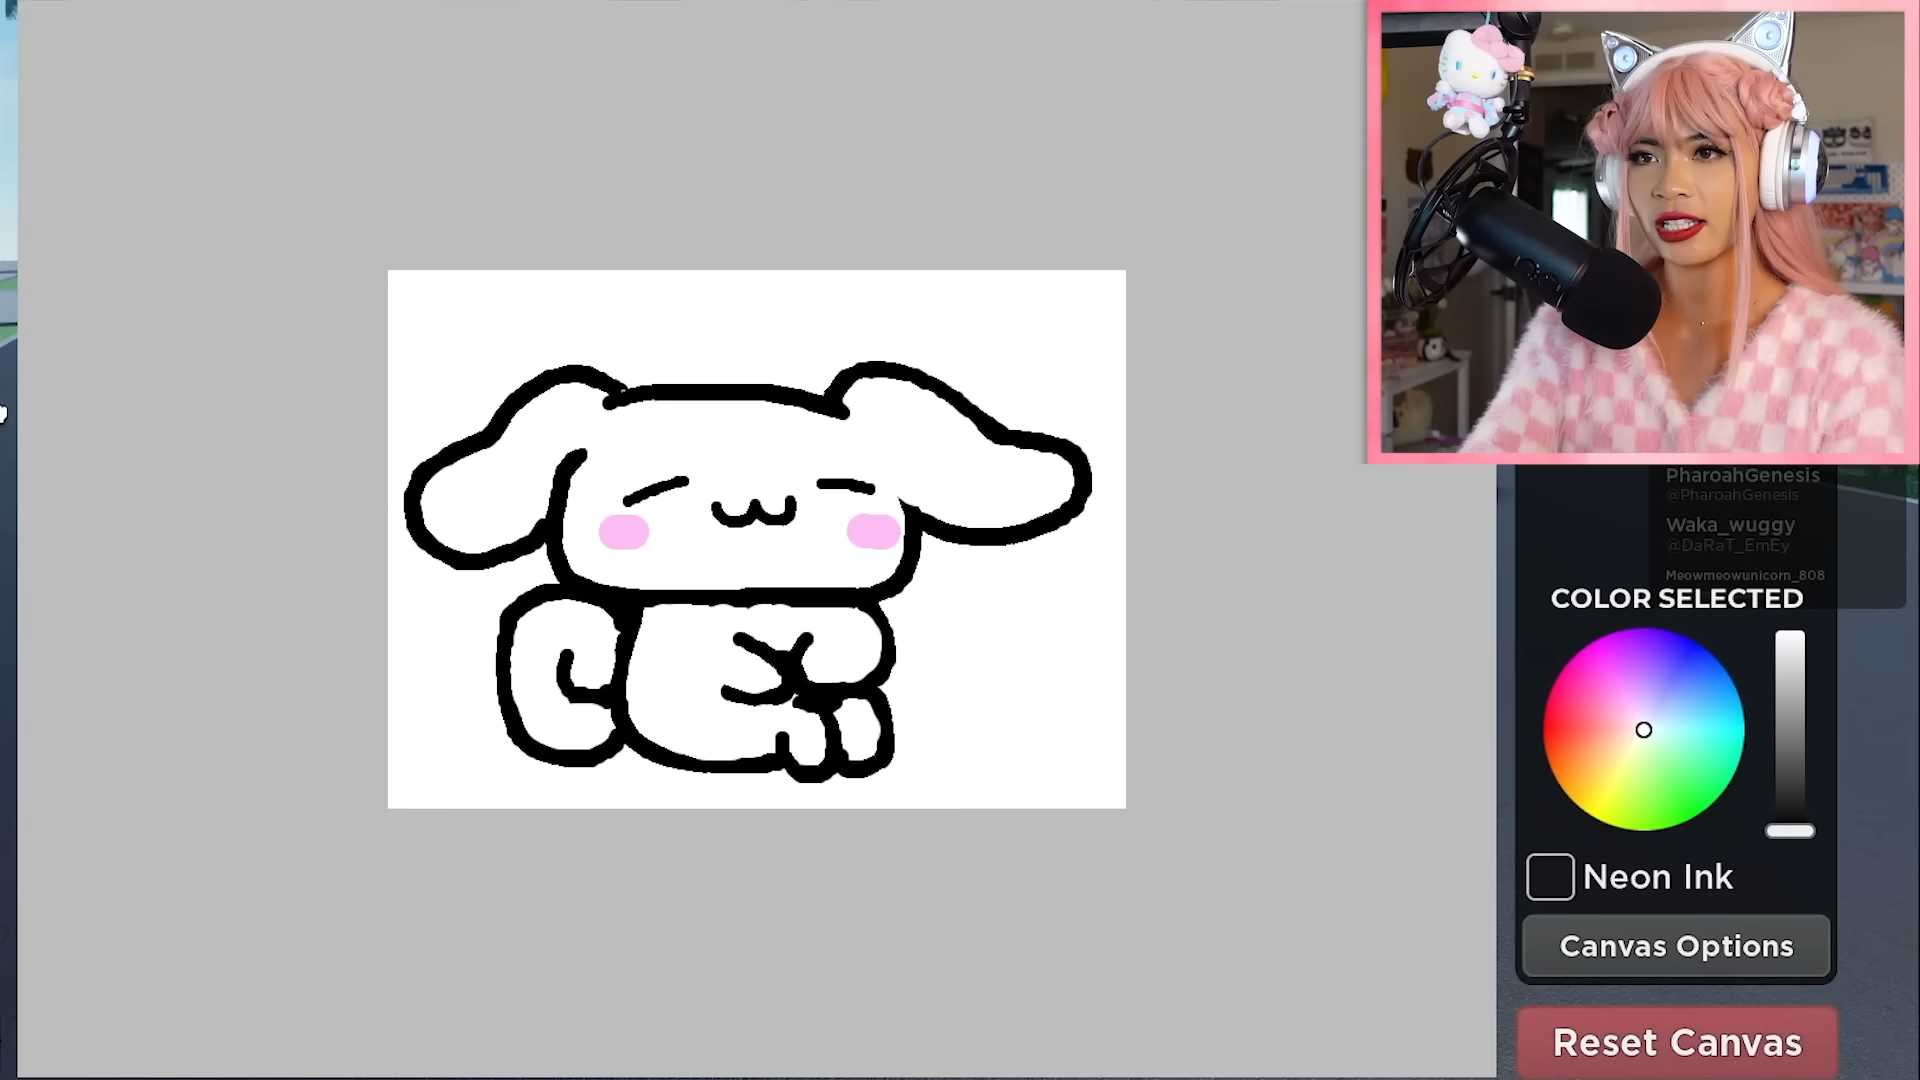 PharoahGenesis
@PharoahGenesis
Waka_wuggy
@DaRaT_EmEy
Meowmeowunicorn_808
COLOR SELECTED
Neon Ink
Canvas Options
Reset Canvas